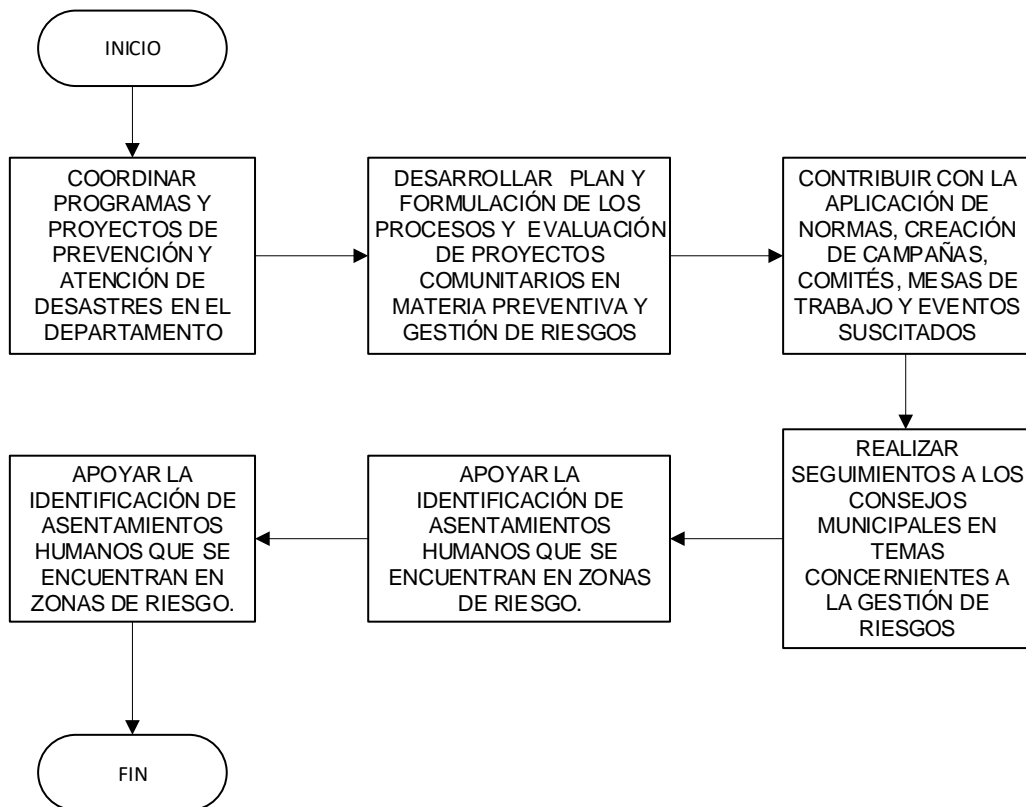 INICIO
COORDINAR
PROGRAMAS Y
PROYECTOS DE
PREVENCIÓN Y
ATENCIÓN DE
DESASTRES EN EL
DEPARTAMENTO
DESARROLLAR PLAN Y
FORMULACIÓN DE LOS
PROCESOS Y EVALUACIÓN
DE PROYECTOS
COMUNITARIOS EN
MATERIA PREVENTIVA Y
GESTIÓN DE RIESGOS
CONTRIBUIR CON LA
APLICACIÓN DE
NORMAS, CREACIÓN
DE CAMPAÑAS,
COMITÉS, MESAS DE
TRABAJO Y EVENTOS
SUSCITADOS
REALIZAR
SEGUIMIENTOS A LOS
CONSEJOS
MUNICIPALES EN
TEMAS
CONCERNIENTES A
LA GESTIÓN DE
RIESGOS
APOYAR LA
IDENTIFICACIÓN DE
ASENTAMIENTOS
HUMANOS QUE SE
ENCUENTRAN EN ZONAS
DE RIESGO.
APOYAR LA
IDENTIFICACIÓN DE
ASENTAMIENTOS
HUMANOS QUE SE
ENCUENTRAN EN
ZONAS DE RIESGO.
FIN